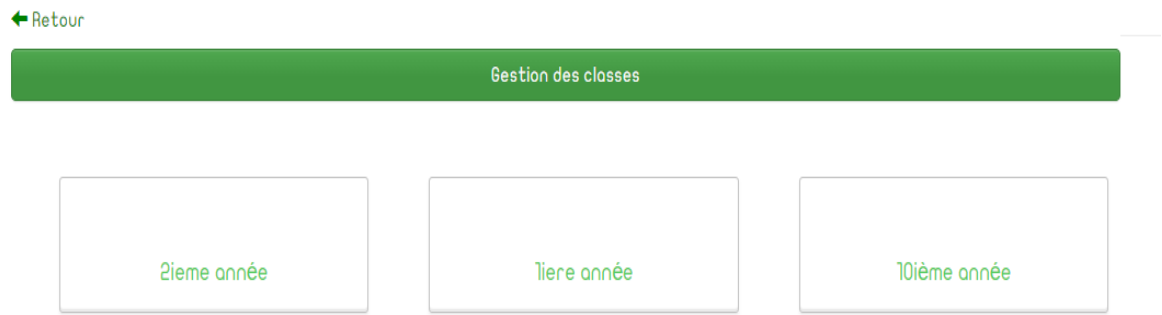 Retour
Gestion des classes
2ieme année
1iere année
10ième année